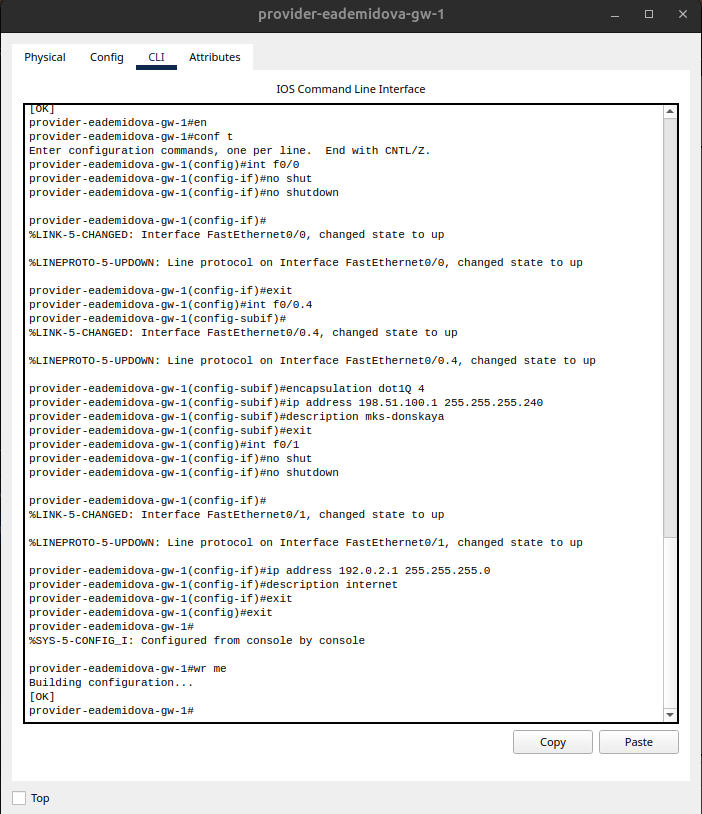 provider-eademidova-gw-1
Physical Config CLI Attributes
IOS Command Line Interface
[OK]
provider-eademidova-gw-1#en
provider-eademidova-gw-1#conf t
Enter configuration commands, one per line.  End with CNTL/Z.
provider-eademidova-gw-1(config)#int f0/0
provider-eademidova-gw-1(config-if)#no shut
provider-eademidova-gw-1(config-if)#no shutdown
provider-eademidova-gw-1(config-if)#
%LINK-5-CHANGED: Interface FastEthernet0/0, changed state to up
%LINEPROTO-5-UPDOWN: Line protocol on Interface FastEthernet0/0, changed state to up
provider-eademidova-gw-1(config-if)#exit
provider-eademidova-gw-1(config)#int f0/0.4
provider-eademidova-gw-1(config-subif)#
%LINK-5-CHANGED: Interface FastEthernet0/0.4, changed state to up
%LINEPROTO-5-UPDOWN: Line protocol on Interface FastEthernet0/0.4, changed state to up
provider-eademidova-gw-1(config-subif)#encapsulation dot1Q 4
provider-eademidova-gw-1(config-subif)#ip address 198.51.100.1 255.255.255.240
provider-eademidova-gw-1(config-subif)#description mks-donskaya
provider-eademidova-gw-1(config-subif)#exit
provider-eademidova-gw-1(config)#int f0/1
provider-eademidova-gw-1(config-if)#no shut
provider-eademidova-gw-1(config-if)#no shutdown
provider-eademidova-gw-1(config-if)#
%LINK-5-CHANGED: Interface FastEthernet0/1, changed state to up
%LINEPROTO-5-UPDOWN: Line protocol on Interface FastEthernet0/1, changed state to up
provider-eademidova-gw-1(config-if)#ip address 192.0.2.1 255.255.255.0
provider-eademidova-gw-1(config-if)#description internet
provider-eademidova-gw-1(config-if)#exit
provider-eademidova-gw-1(config)#exit
provider-eademidova-gw-1#
%SYS-5-CONFIG_I: Configured from console by console
provider-eademidova-gw-1#wr me
Building configuration...
[OK]
provider-eademidova-gw-1#
Copy Paste
Top